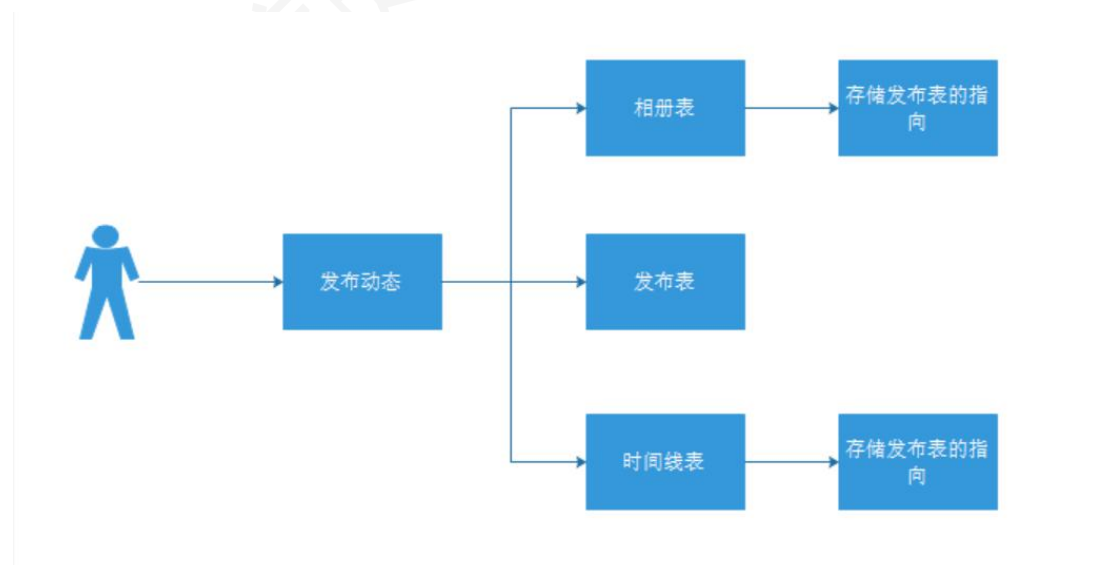 相册表
存储发布表的指
向
发布动态
发布表
时间线表
存储发布表的指
向